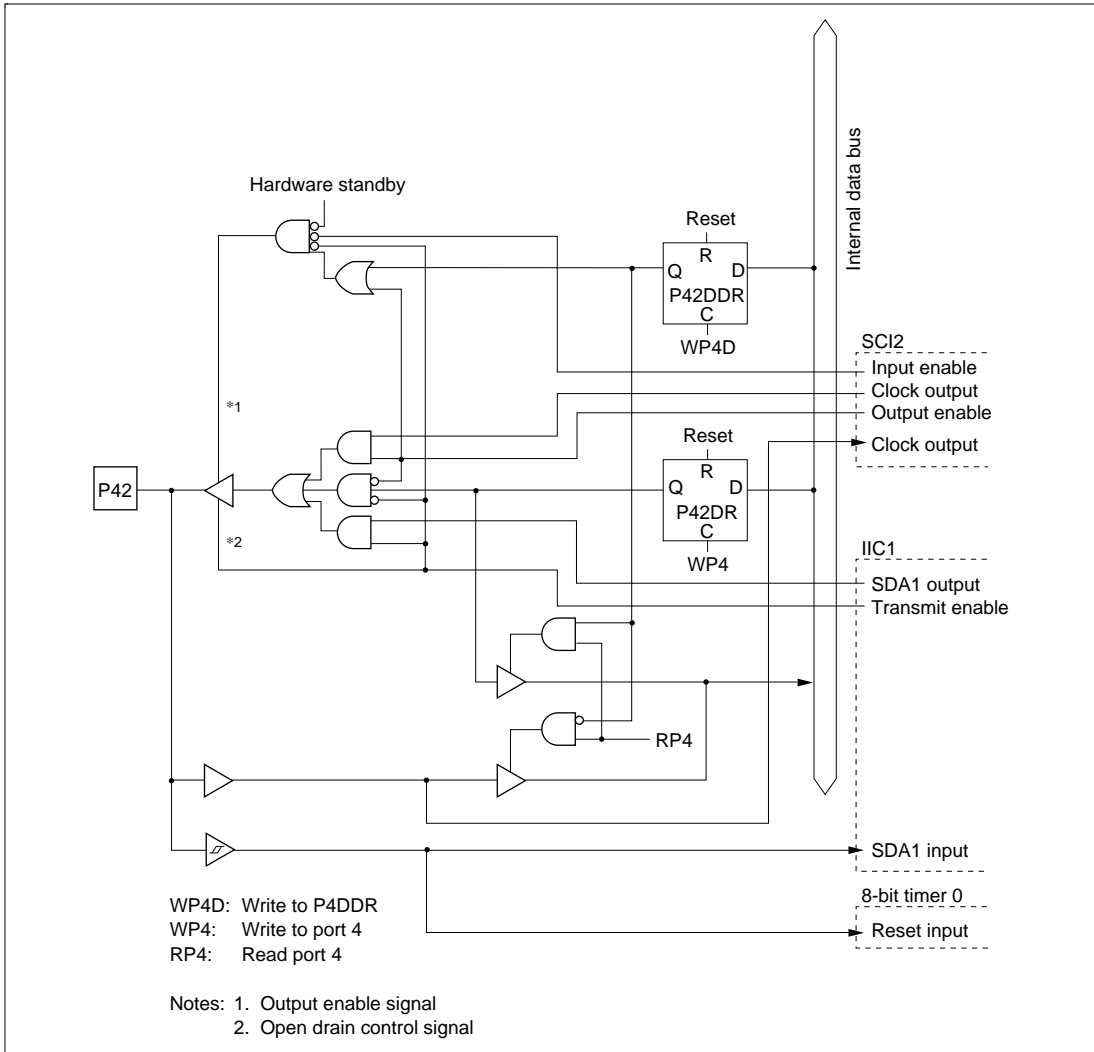 Hardware standby
Reset
R
Q D
P42DDR
C
WP4D
Internal data bus
SCI2
Input enable
Clock output
Output enable
Clock output
*1
Reset
R
Q D
P42DR
C
WP4
P42
*2
IIC1
SDA1 output
Transmit enable
RP4
SDA1 input
8-bit timer 0
Reset input
WP4D: Write to P4DDR
WP4: Write to port 4
RP4: Read port 4
Notes: 1. Output enable signal
2. Open drain control signal